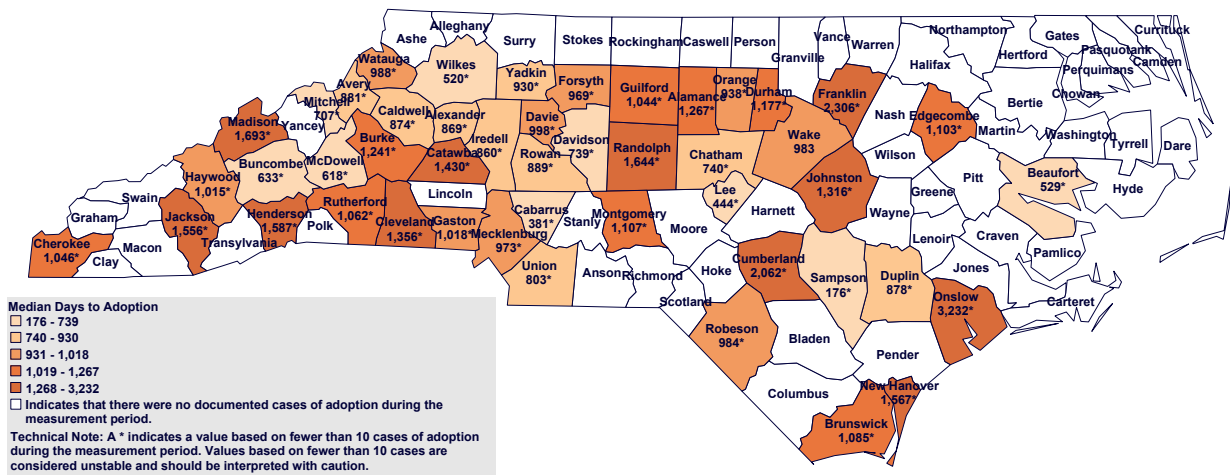 Alleghany
Ashe
Surry
Stokes
Rockingham
Caswell
Person
Granville
Vance
Warren
Northampton
Halifax
Hertford
Gates
Pasquotank
Currituck
Camden
Perquimans
Chowan
Bertie
Watauga
988*
Wilkes
520*
Yadkin
930*
Forsyth
969*
Guilford
1,044*
Alamance
1,267*
Orange
938*
Durham
1,177*
Franklin
2,306*
Nash
Edgecombe
1,103*
Martin
Washington
Tyrrell
Dare
Avery
881*
Mitchell
707*
Yancey
Madison
1,693*
Caldwell
874*
Alexander
869*
Iredell
860*
Davie
998*
Davidson
739*
Randolph
1,644*
Chatham
740*
Wake
983
Wilson
Pitt
Beaufort
529*
Hyde
Burke
1,241*
McDowell
618*
Buncombe
633*
Haywood
1,015*
Catawba
1,430*
Rowan
889*
Lee
444*
Johnston
1,316*
Greene
Wayne
Lenoir
Craven
Pamlico
Swain
Graham
Jackson
1,556*
Henderson
1,587*
Rutherford
1,062*
Cleveland
1,356*
Lincoln
Gaston
1,018*
Cabarrus
381*
Stanly
Montgomery
1,107*
Moore
Harnett
Cherokee
1,046*
Clay
Macon
Transylvania
Polk
Mecklenburg
973*
Union
803*
Anson
Richmond
Hoke
Scotland
Cumberland
2,062*
Sampson
176*
Duplin
878*
Jones
Onslow
3,232*
Carteret
Robeson
984*
Bladen
Pender
Columbus
New Hanover
1,567*
Brunswick
1,085*
Median Days to Adoption
176 - 739
740 - 930
931 - 1,018
1,019 - 1,267
1,268 - 3,232
Indicates that there were no documented cases of adoption during the
measurement period.
Technical Note: A * indicates a value based on fewer than 10 cases of adoption
during the measurement period. Values based on fewer than 10 cases are
considered unstable and should be interpreted with caution.